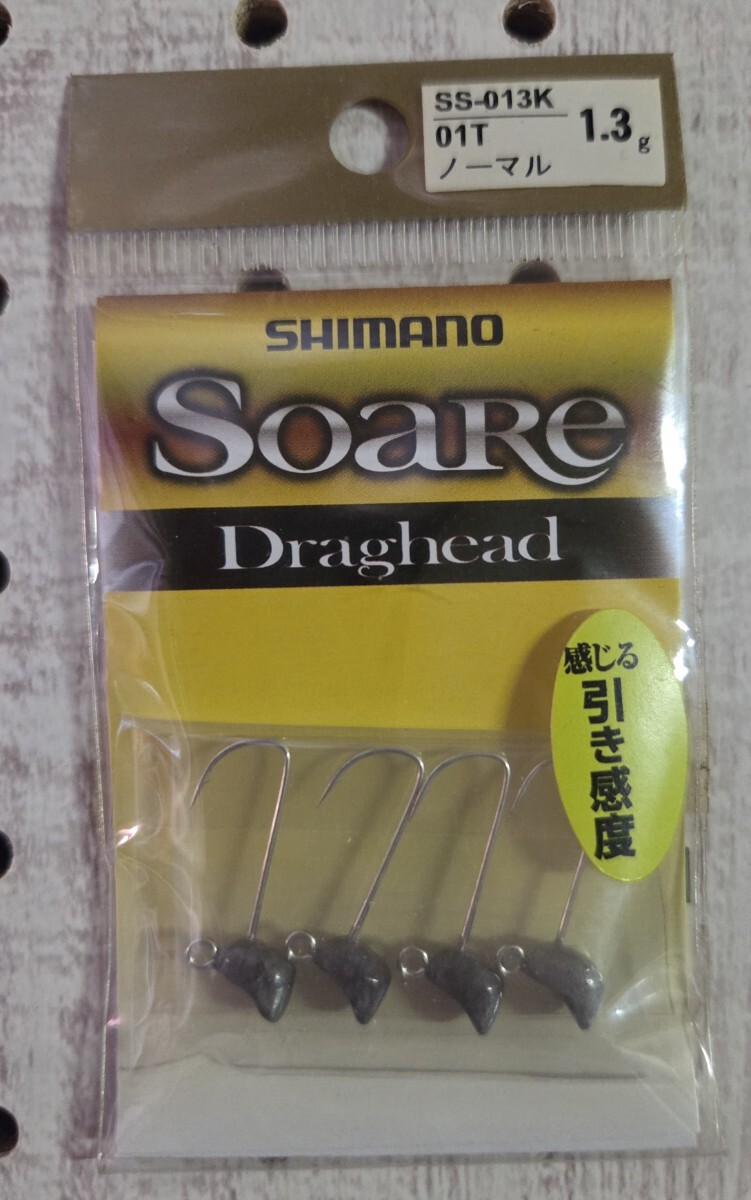 SS-013K
01T
ノーマル
1.3g
SHIMANO
Soare
Draghead
感じる
引き感度